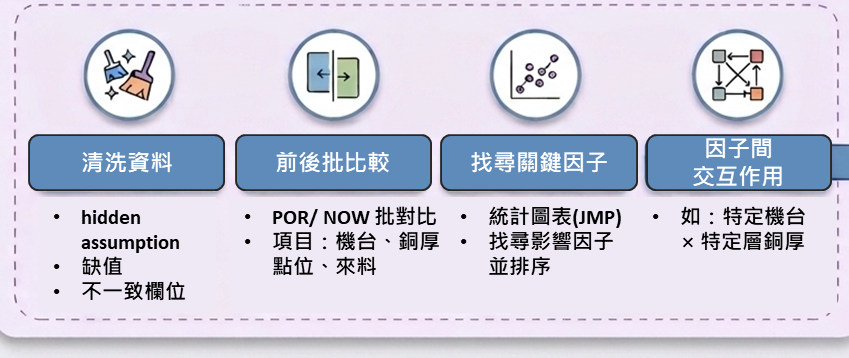 清洗資料
• hidden
assumption
• 缺值
• 不一致欄位
前後批比較
• POR/ NOW 批對比
• 項目：機台、銅厚
點位、來料
找尋關鍵因子
• 統計圖表(JMP)
• 找尋影響因子
並排序
因子間
交互作用
• 如：特定機台
× 特定層銅厚